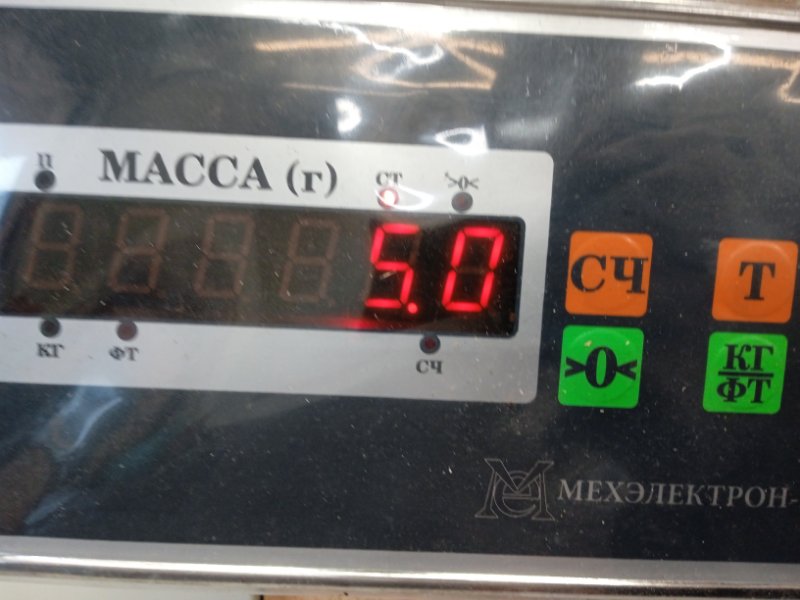 П МАССА (г) СТ >0<
5.0
КГ ФТ СЧ
СЧ Т
>0< КГ/ФТ
МЕХЭЛЕКТРОН-